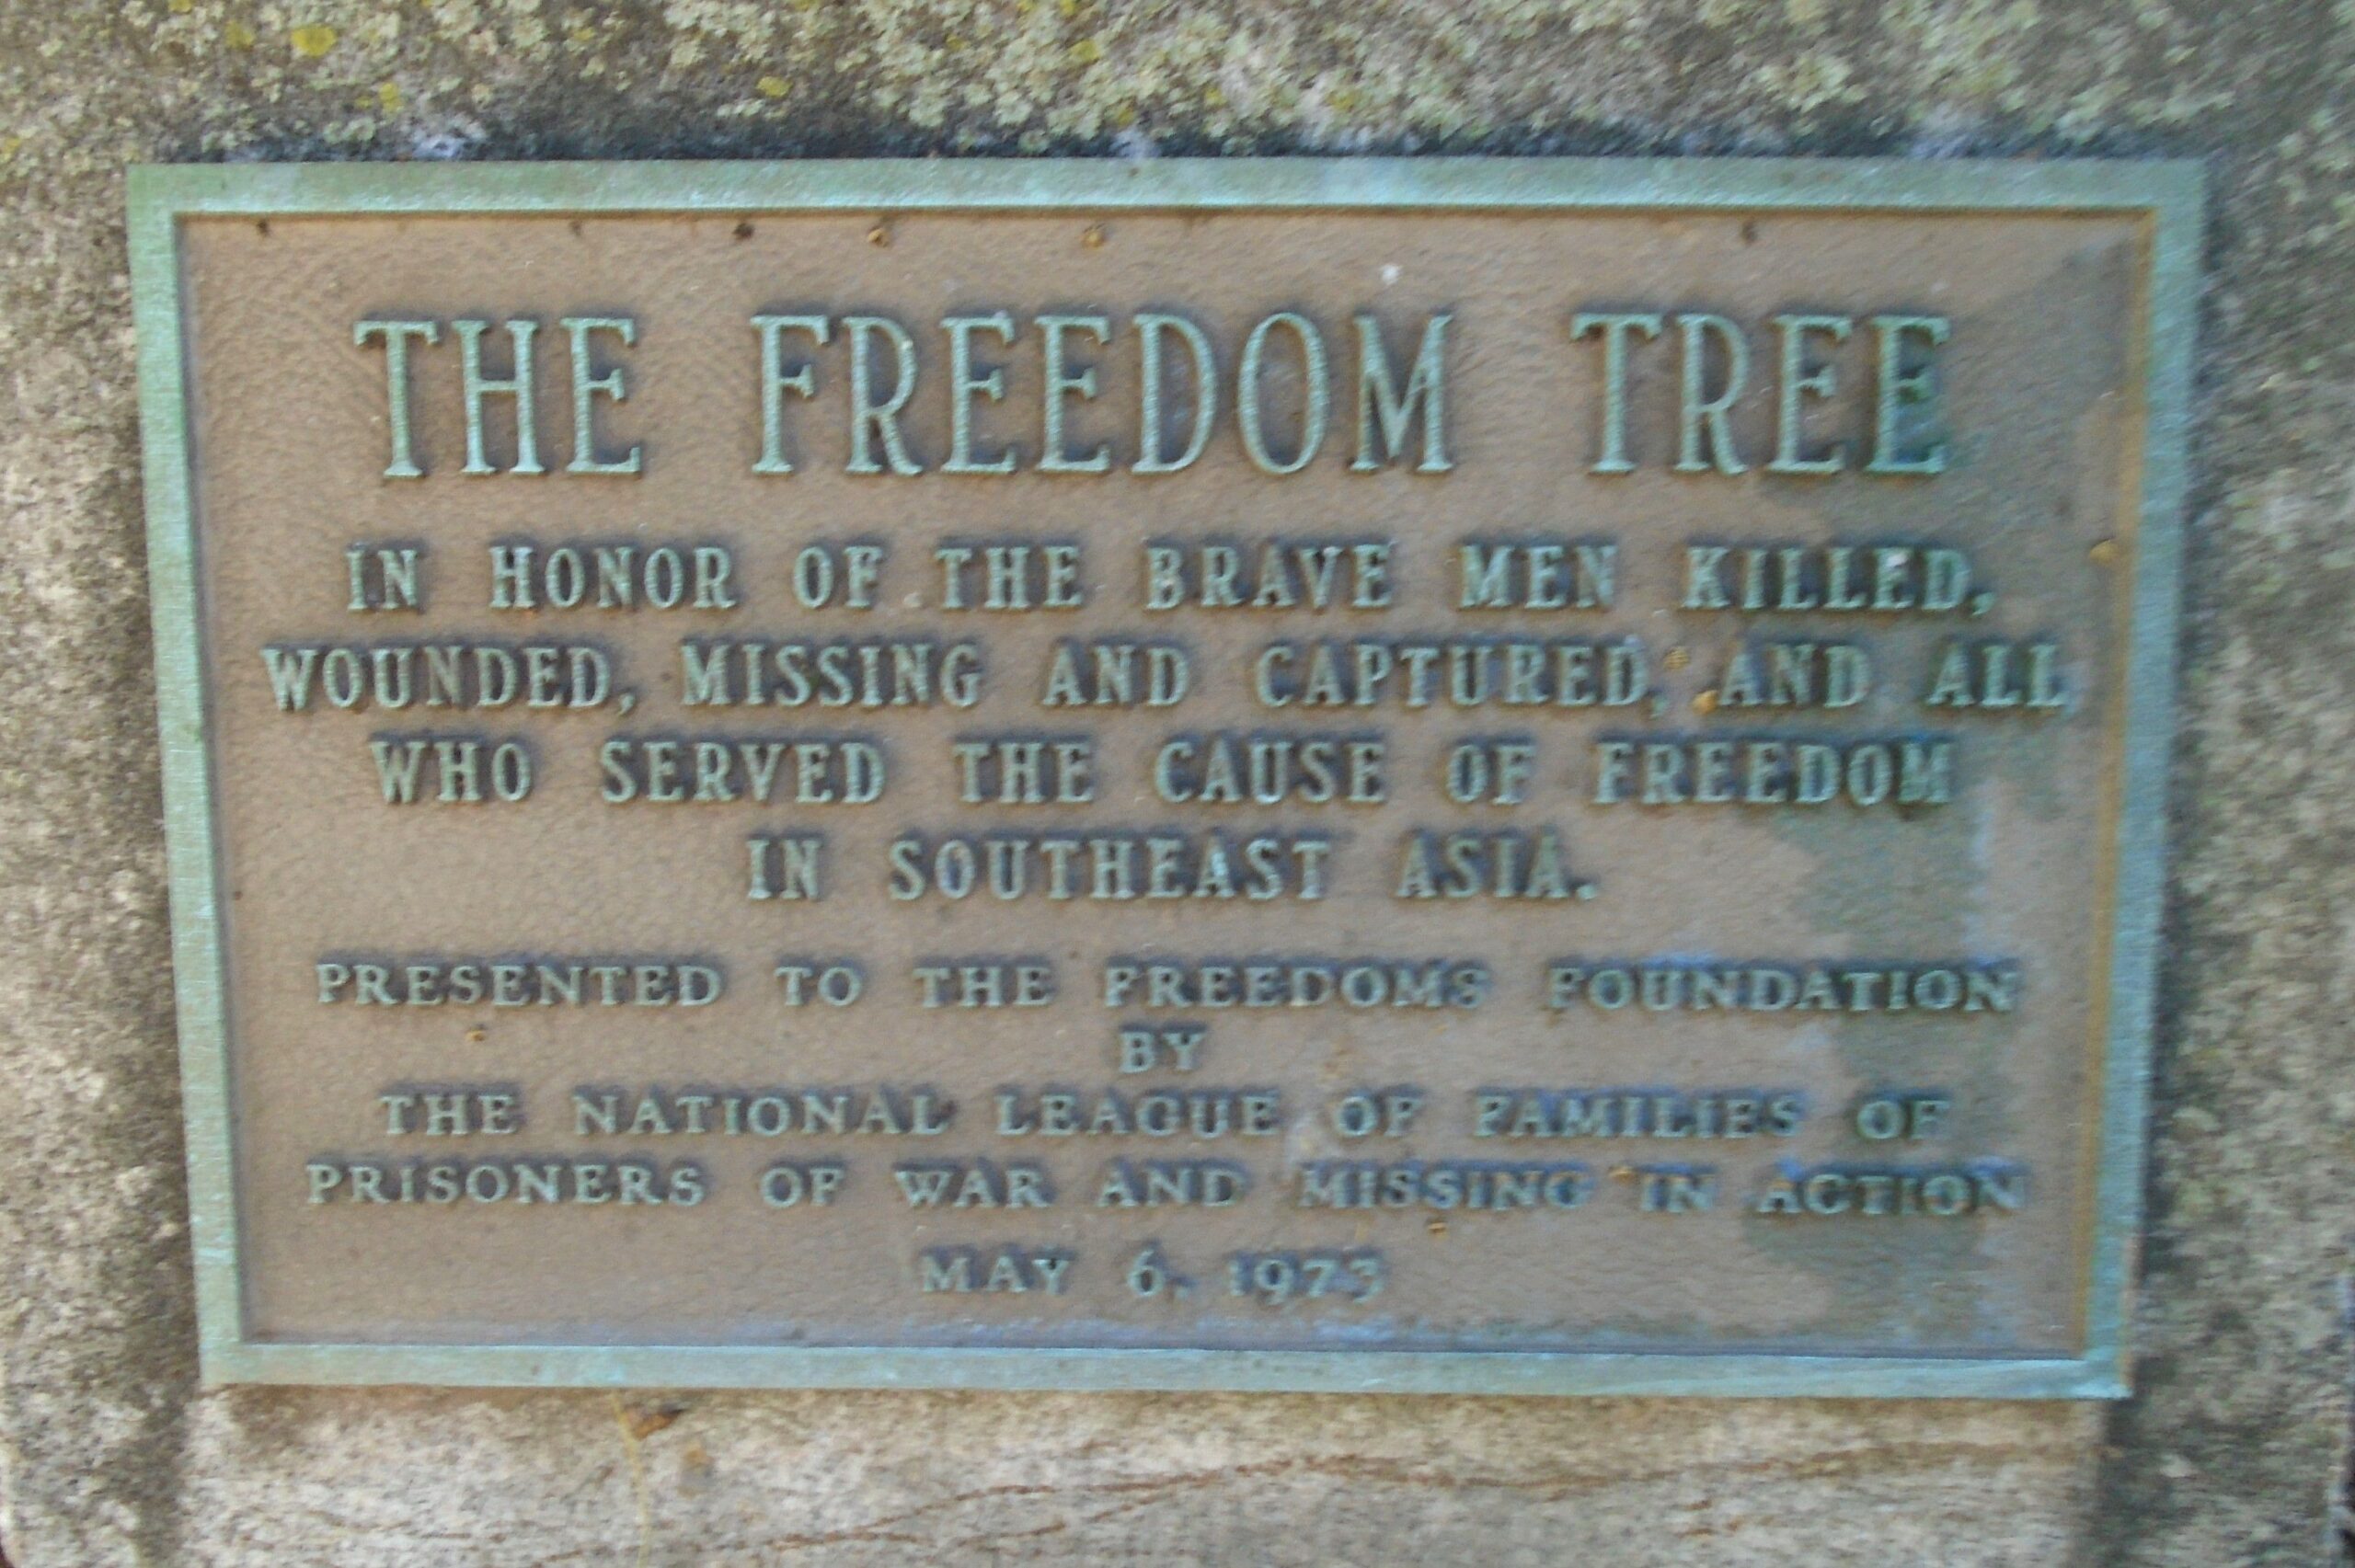 THE FREEDOM TREE
IN HONOR OF THE BRAVE MEN KILLED,
WOUNDED, MISSING AND CAPTURED, AND ALL
WHO SERVED THE CAUSE OF FREEDOM
IN SOUTHEAST ASIA.
PRESENTED TO THE FREEDOMS FOUNDATION
BY
THE NATIONAL LEAGUE OF FAMILIES OF
PRISONERS OF WAR AND MISSING IN ACTION
MAY 6, 1973